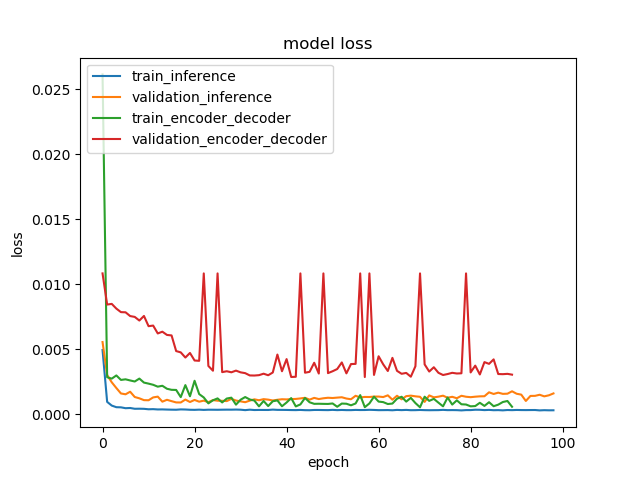 model loss
train_inference
validation_inference
train_encoder_decoder
validation_encoder_decoder
0.025
0.020
0.015
0.010
0.005
0.000
loss
0 20 40 60 80 100
epoch